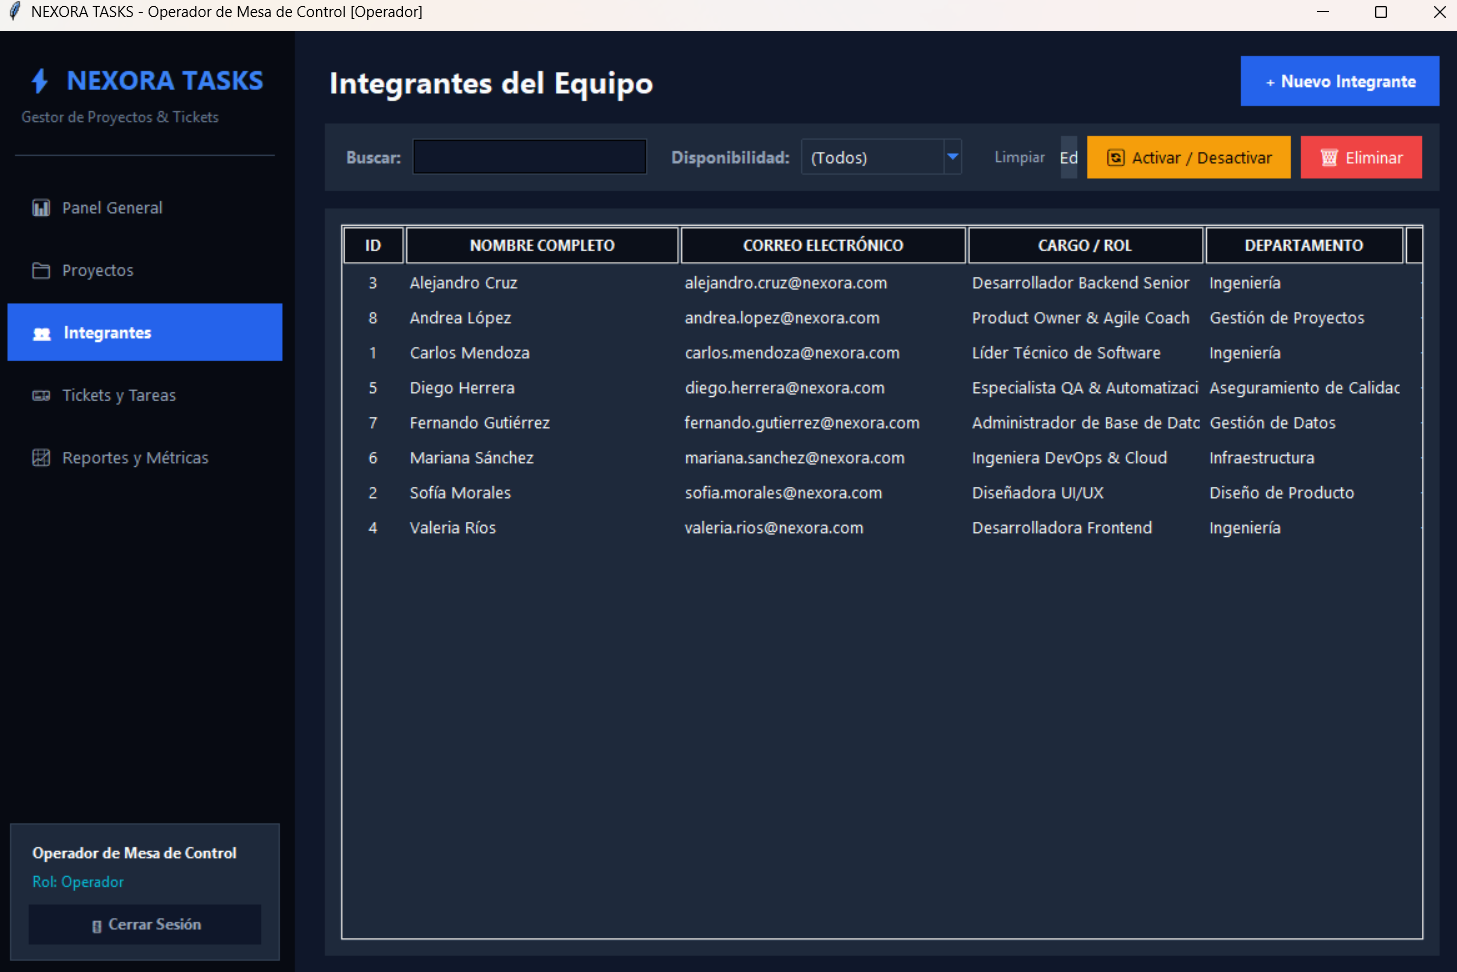 NEXORA TASKS - Operador de Mesa de Control [Operador]
NEXORA TASKS
Gestor de Proyectos & Tickets
Panel General
Proyectos
Integrantes
Tickets y Tareas
Reportes y Métricas
Operador de Mesa de Control
Rol: Operador
Cerrar Sesión
Integrantes del Equipo
+ Nuevo Integrante
Buscar: Disponibilidad: (Todos) Limpiar Ed Activar / Desactivar Eliminar
ID NOMBRE COMPLETO CORREO ELECTRÓNICO CARGO / ROL DEPARTAMENTO
3 Alejandro Cruz alejandro.cruz@nexora.com Desarrollador Backend Senior Ingeniería
8 Andrea López andrea.lopez@nexora.com Product Owner & Agile Coach Gestión de Proyectos
1 Carlos Mendoza carlos.mendoza@nexora.com Líder Técnico de Software Ingeniería
5 Diego Herrera diego.herrera@nexora.com Especialista QA & Automatizaci Aseguramiento de Calidad
7 Fernando Gutiérrez fernando.gutierrez@nexora.com Administrador de Base de Dato Gestión de Datos
6 Mariana Sánchez mariana.sanchez@nexora.com Ingeniera DevOps & Cloud Infraestructura
2 Sofía Morales sofia.morales@nexora.com Diseñadora UI/UX Diseño de Producto
4 Valeria Ríos valeria.rios@nexora.com Desarrolladora Frontend Ingeniería